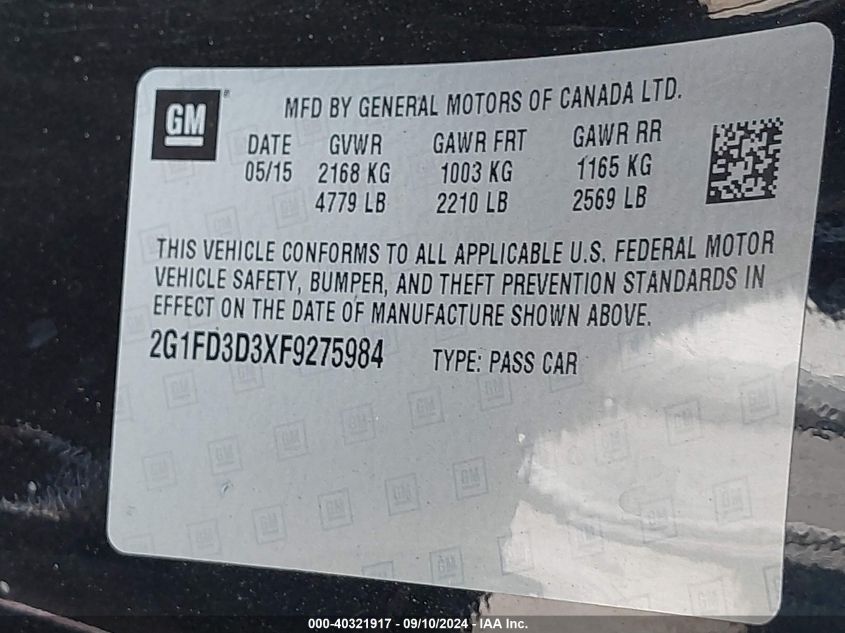 GM
MFD BY GENERAL MOTORS OF CANADA LTD.
DATE GVWR GAWR FRT GAWR RR
05/15 2168 KG 1003 KG 1165 KG
4779 LB 2210 LB 2569 LB
THIS VEHICLE CONFORMS TO ALL APPLICABLE U.S. FEDERAL MOTOR
VEHICLE SAFETY, BUMPER, AND THEFT PREVENTION STANDARDS IN
EFFECT ON THE DATE OF MANUFACTURE SHOWN ABOVE.
2G1FD3D3XF9275984 TYPE: PASS CAR
000-40321917 - 09/10/2024 - IAA Inc.